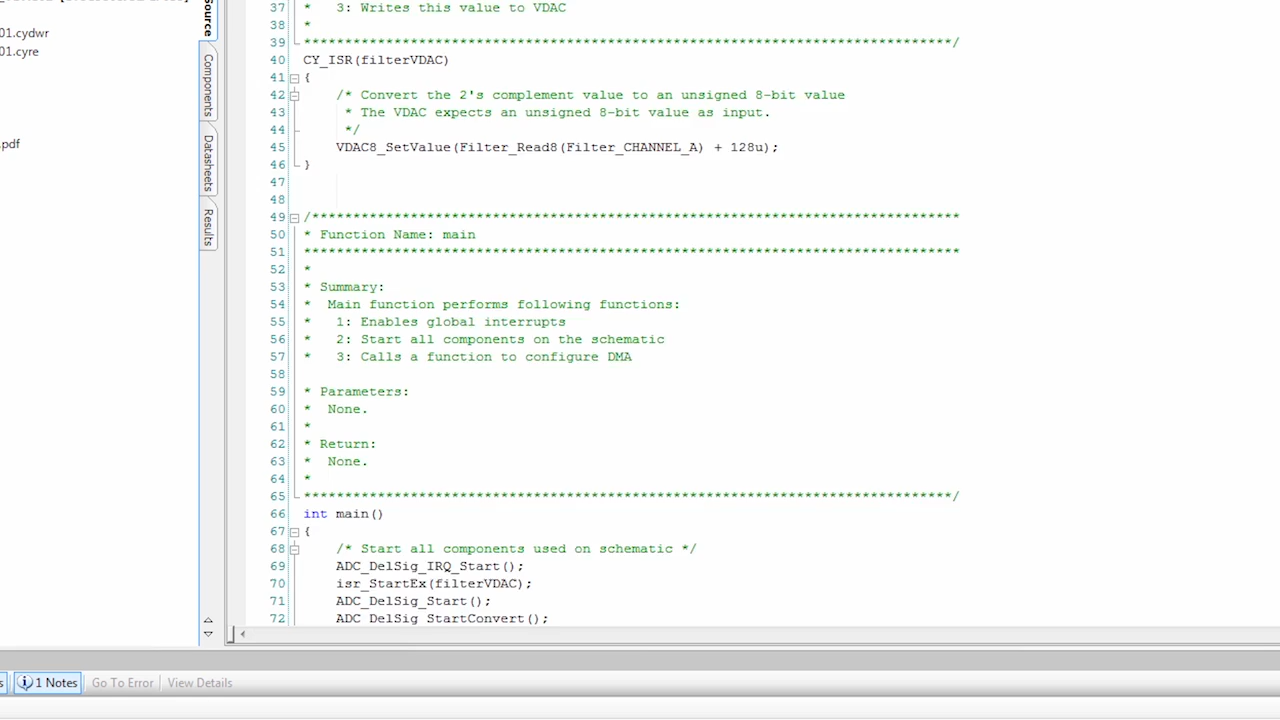 01.cydwr
01.cyre
.pdf
Source
Components
Datasheets
Results
37 * 3: Writes this value to VDAC
38 *
39 *******************************************************************************/
40 CY_ISR(filterVDAC)
41 {
42 /* Convert the 2's complement value to an unsigned 8-bit value
43 * The VDAC expects an unsigned 8-bit value as input.
44 */
45 VDAC8_SetValue(Filter_Read8(Filter_CHANNEL_A) + 128u);
46 }
47
48
49 /*******************************************************************************
50 * Function Name: main
51 ********************************************************************************
52 *
53 * Summary:
54 * Main function performs following functions:
55 * 1: Enables global interrupts
56 * 2: Start all components on the schematic
57 * 3: Calls a function to configure DMA
58
59 * Parameters:
60 * None.
61 *
62 * Return:
63 * None.
64 *
65 *******************************************************************************/
66 int main()
67 {
68 /* Start all components used on schematic */
69 ADC_DelSig_IRQ_Start();
70 isr_StartEx(filterVDAC);
71 ADC_DelSig_Start();
72 ADC_DelSig_StartConvert();
s 1 Notes Go To Error View Details